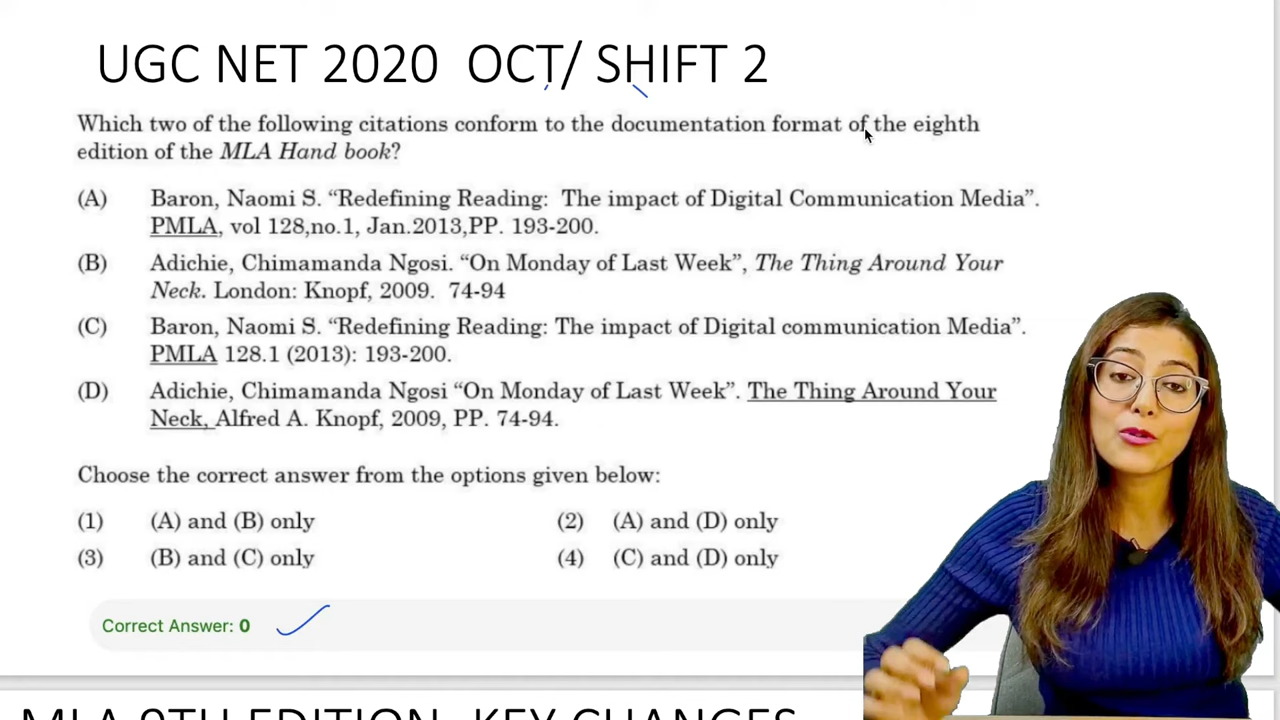 UGC NET 2020 OCT/ SHIFT 2
Which two of the following citations conform to the documentation format of the eighth
edition of the MLA Hand book?
(A) Baron, Naomi S. “Redefining Reading: The impact of Digital Communication Media”.
PMLA, vol 128,no.1, Jan.2013,PP. 193-200.
(B) Adichie, Chimamanda Ngosi. “On Monday of Last Week”, The Thing Around Your
Neck. London: Knopf, 2009. 74-94
(C) Baron, Naomi S. “Redefining Reading: The impact of Digital communication Media”.
PMLA 128.1 (2013): 193-200.
(D) Adichie, Chimamanda Ngosi “On Monday of Last Week”. The Thing Around Your
Neck, Alfred A. Knopf, 2009, PP. 74-94.
Choose the correct answer from the options given below:
(1) (A) and (B) only (2) (A) and (D) only
(3) (B) and (C) only (4) (C) and (D) only
Correct Answer: 0
MLA 9TH EDITION- KEY CHANGES